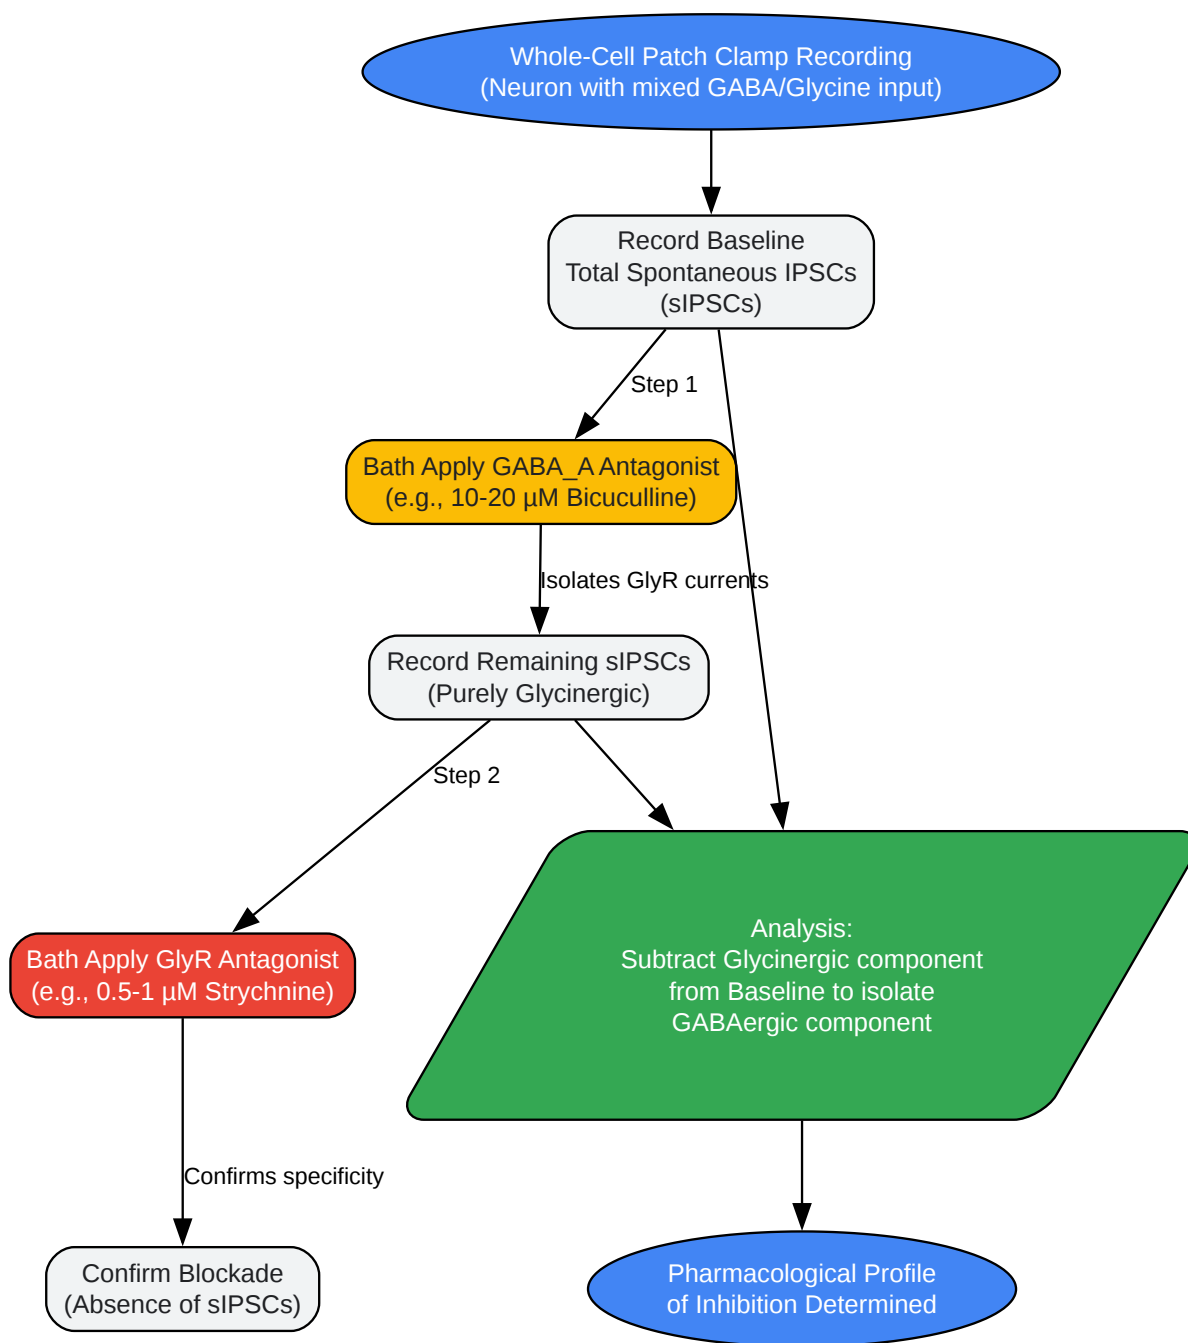 Whole-Cell Patch Clamp Recording
(Neuron with mixed GABA/Glycine input)
Record Baseline
Total Spontaneous IPSCs
(sIPSCs)
Step 1
Bath Apply GABA_A Antagonist
(e.g., 10-20 µM Bicuculline)
Isolates GlyR currents
Record Remaining sIPSCs
(Purely Glycinergic)
Step 2
Bath Apply GlyR Antagonist
(e.g., 0.5-1 µM Strychnine)
Analysis:
Subtract Glycinergic component
from Baseline to isolate
GABAergic component
Confirms specificity
Confirm Blockade
(Absence of sIPSCs)
Pharmacological Profile
of Inhibition Determined